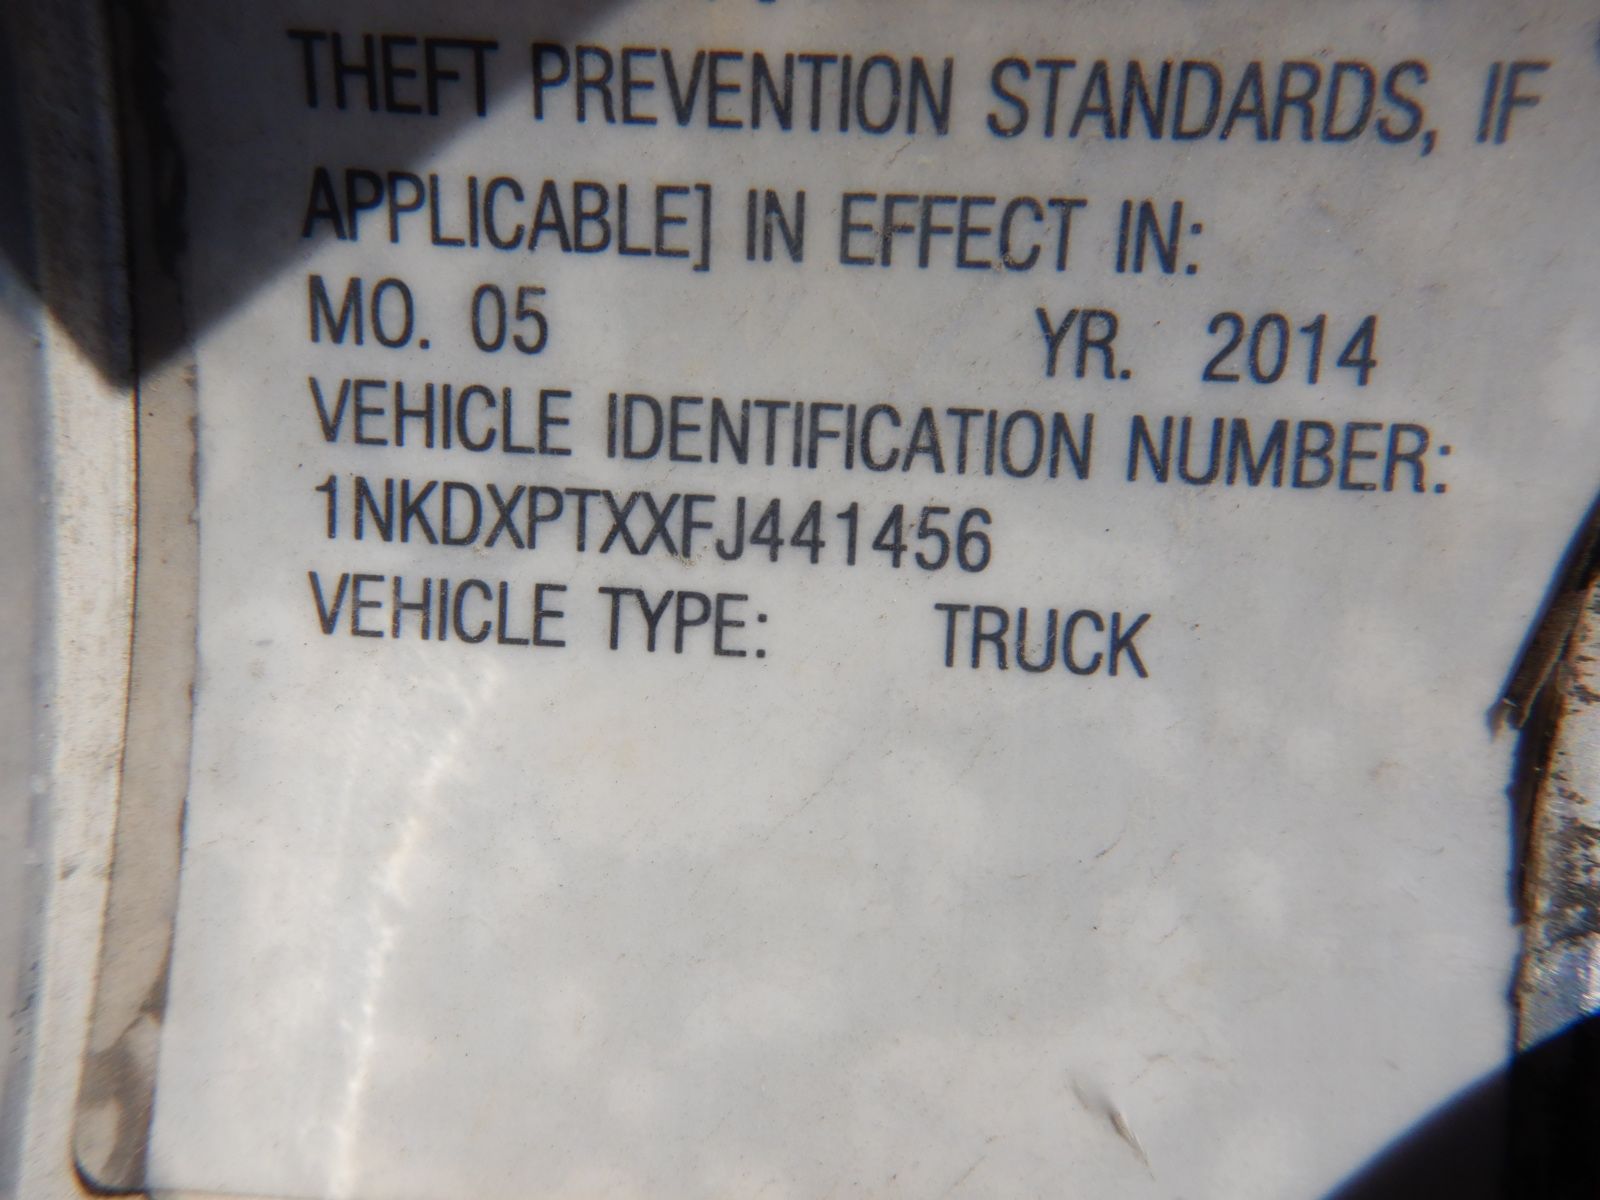 THEFT PREVENTION STANDARDS, IF
APPLICABLE] IN EFFECT IN:
MO. 05 YR. 2014
VEHICLE IDENTIFICATION NUMBER:
1NKDXPTXXFJ441456
VEHICLE TYPE: TRUCK